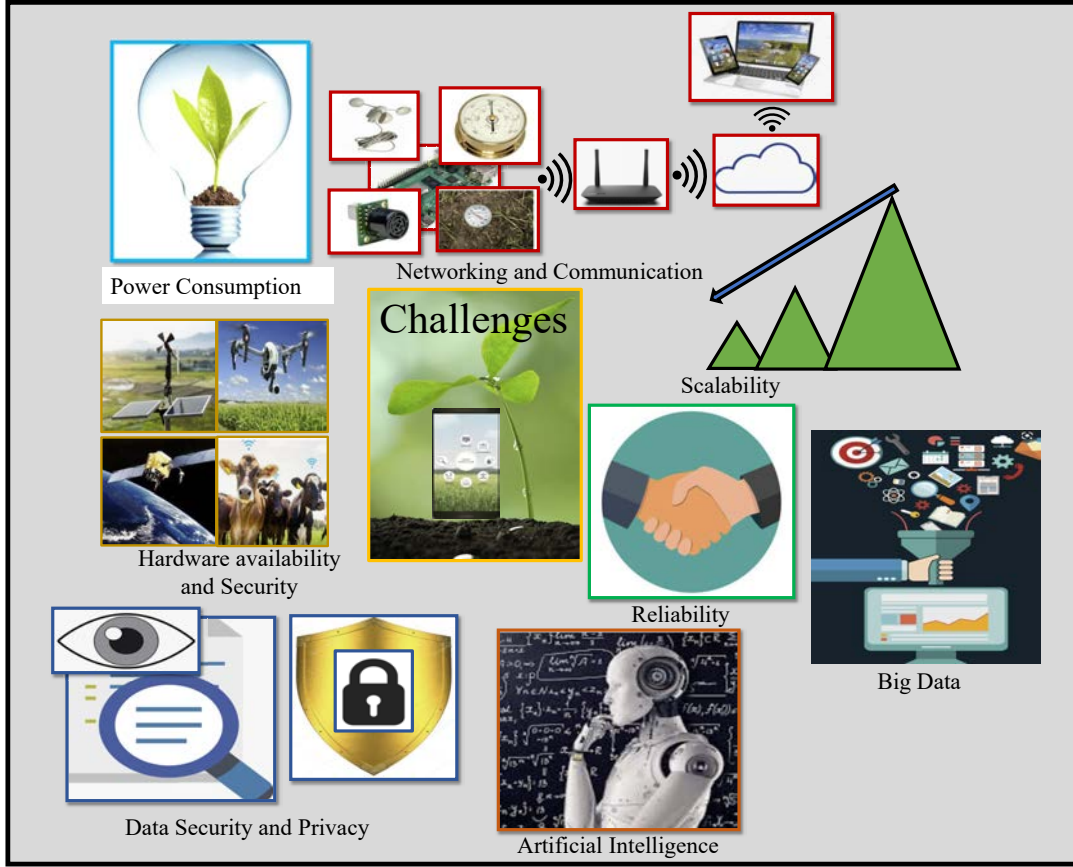 Power Consumption
Networking and Communication
Challenges
Scalability
Hardware availability
and Security
Reliability
Big Data
Data Security and Privacy
Artificial Intelligence